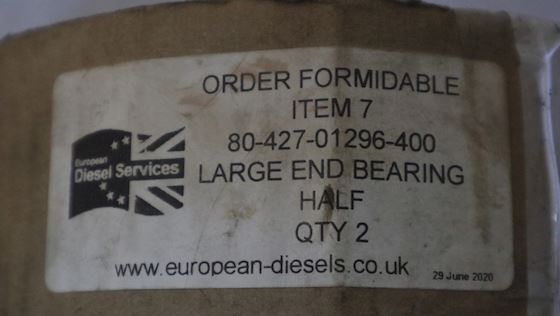 ORDER FORMIDABLE
ITEM 7
80-427-01296-400
European
Diesel Services
LARGE END BEARING
HALF
QTY 2
www.european-diesels.co.uk
29 June 2020